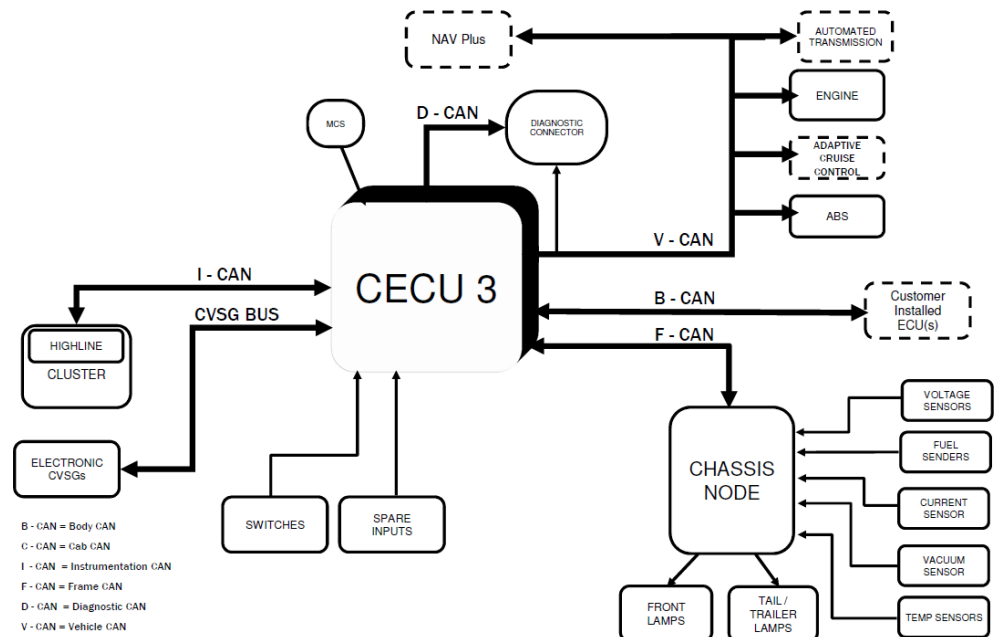 NAV Plus
AUTOMATED
TRANSMISSION
ENGINE
ADAPTIVE
CRUISE
CONTROL
ABS
D - CAN
DIAGNOSTIC
CONNECTOR
MCS
V - CAN
CECU 3
I - CAN
CVSG BUS
HIGHLINE
CLUSTER
ELECTRONIC
CVSGs
B - CAN
Customer
Installed
ECU(s)
F - CAN
CHASSIS
NODE
VOLTAGE
SENSORS
FUEL
SENDERS
CURRENT
SENSOR
VACUUM
SENSOR
TEMP SENSORS
SWITCHES
SPARE
INPUTS
FRONT
LAMPS
TAIL /
TRAILER
LAMPS
B - CAN = Body CAN
C - CAN = Cab CAN
I - CAN = Instrumentation CAN
F - CAN = Frame CAN
D - CAN = Diagnostic CAN
V - CAN = Vehicle CAN